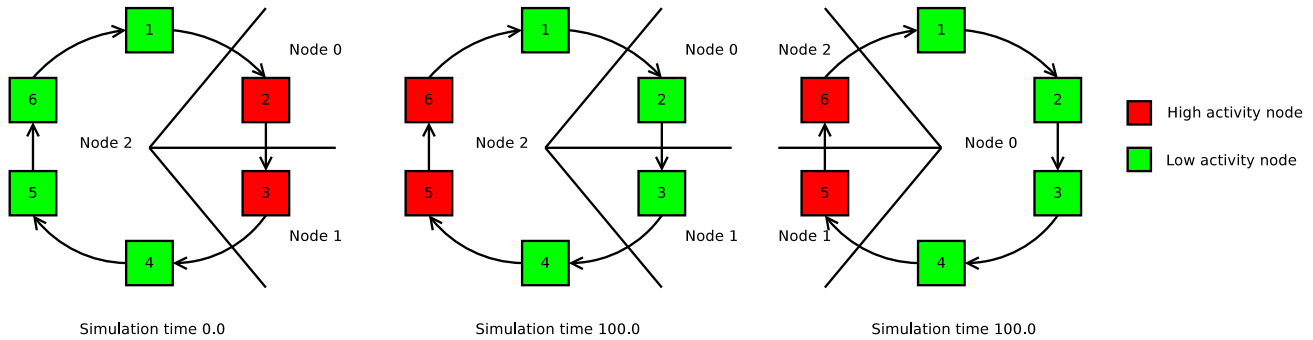 1
Node 0
2
6
Node 2
5
3
Node 1
4
Simulation time 0.0
1
Node 0
6
2
Node 2
5
3
Node 1
4
Simulation time 100.0
1
Node 2
6
2
Node 0
5
3
Node 1
4
Simulation time 100.0
High activity node
Low activity node